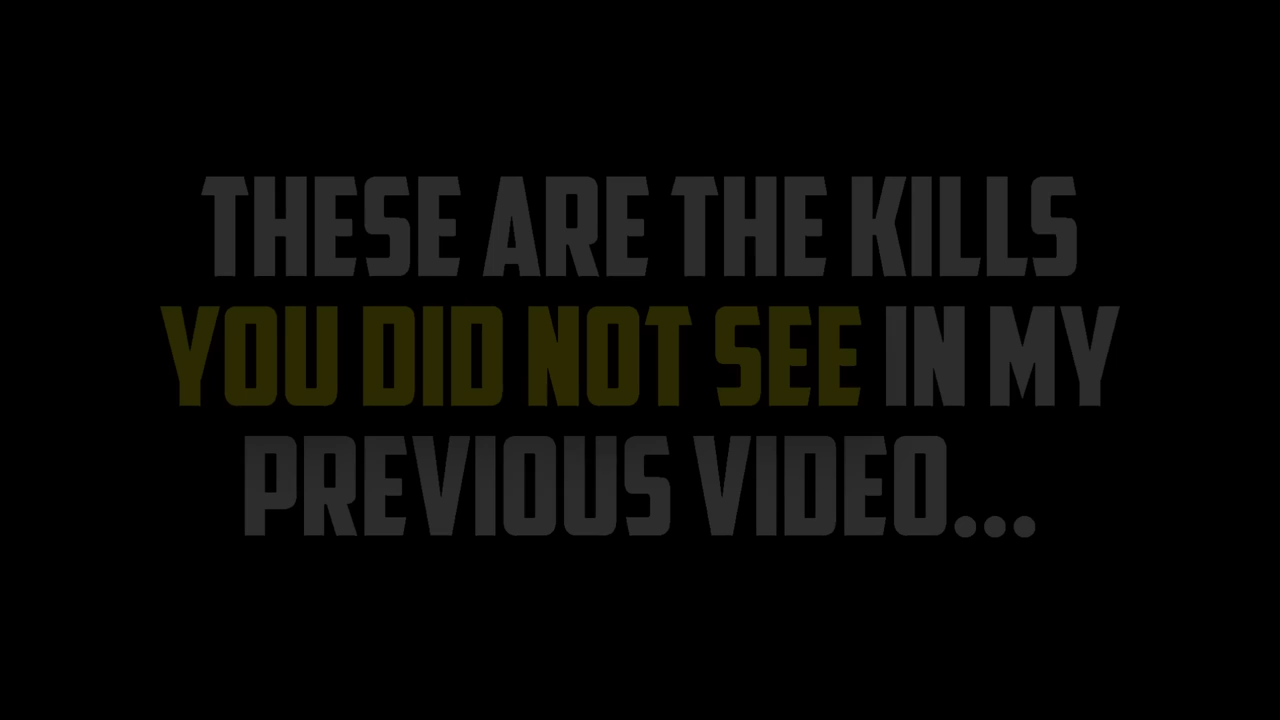 THESE ARE THE KILLS
YOU DID NOT SEE IN MY
PREVIOUS VIDEO...